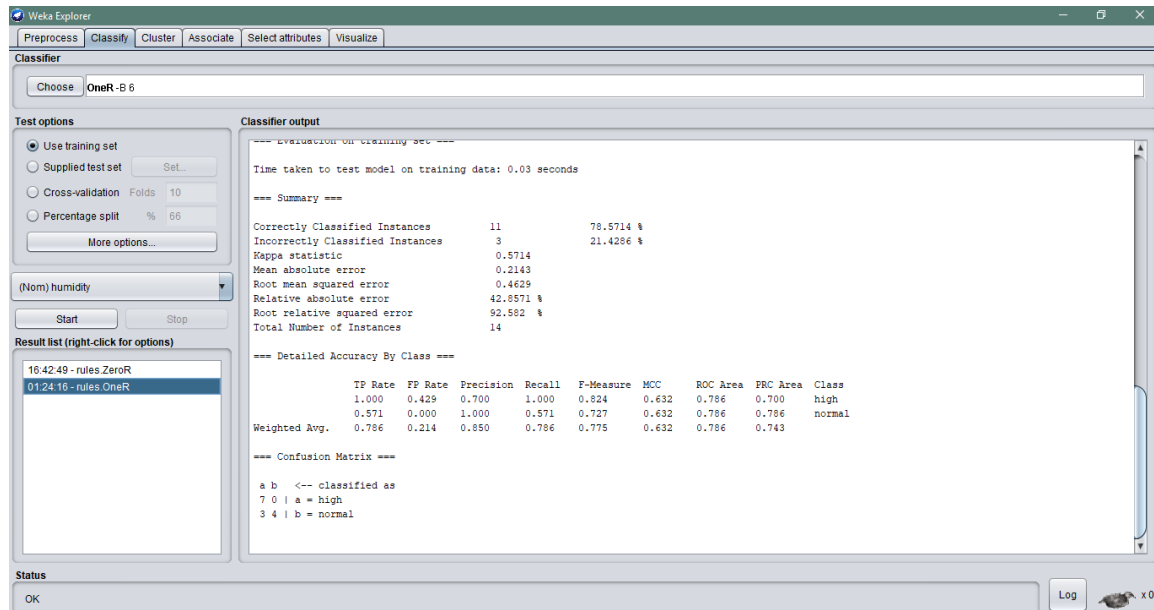 Weka Explorer
Preprocess Classify Cluster Associate Select attributes Visualize
Classifier
Choose OneR -B 6
Test options
Use training set
Supplied test set Set...
Cross-validation Folds 10
Percentage split % 66
More options...
(Nom) humidity
Start Stop
Result list (right-click for options)
16:42:49 - rules.ZeroR
01:24:16 - rules.OneR
Classifier output
=== Evaluation on training set ===
Time taken to test model on training data: 0.03 seconds
=== Summary ===
Correctly Classified Instances 11 78.5714 %
Incorrectly Classified Instances 3 21.4286 %
Kappa statistic 0.5714
Mean absolute error 0.2143
Root mean squared error 0.4629
Relative absolute error 42.8571 %
Root relative squared error 92.582 %
Total Number of Instances 14
=== Detailed Accuracy By Class ===
TP Rate FP Rate Precision Recall F-Measure MCC ROC Area PRC Area Class
1.000 0.429 0.700 1.000 0.824 0.632 0.786 0.700 high
0.571 0.000 1.000 0.571 0.727 0.632 0.786 0.786 normal
Weighted Avg. 0.786 0.214 0.850 0.786 0.775 0.632 0.786 0.743
=== Confusion Matrix ===
a b <-- classified as
7 0 | a = high
3 4 | b = normal
Status
OK
Log x 0